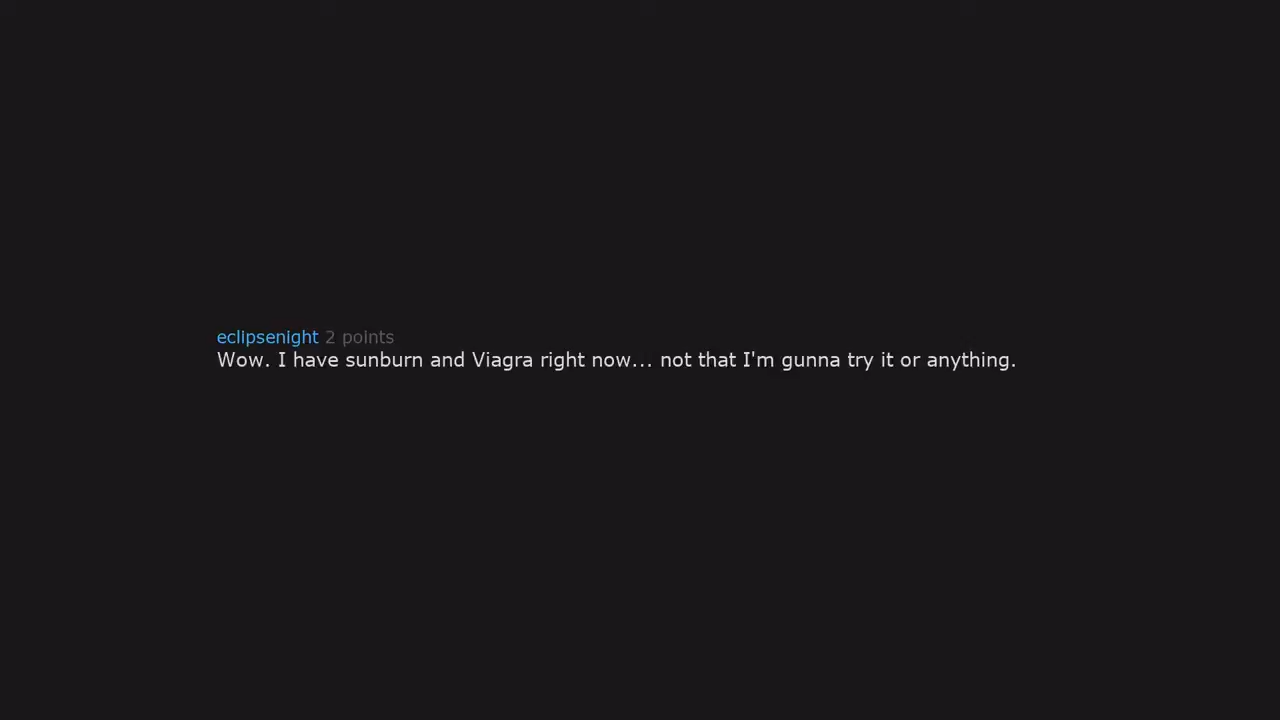 eclipsenight 2 points
Wow. I have sunburn and Viagra right now... not that I'm gunna try it or anything.